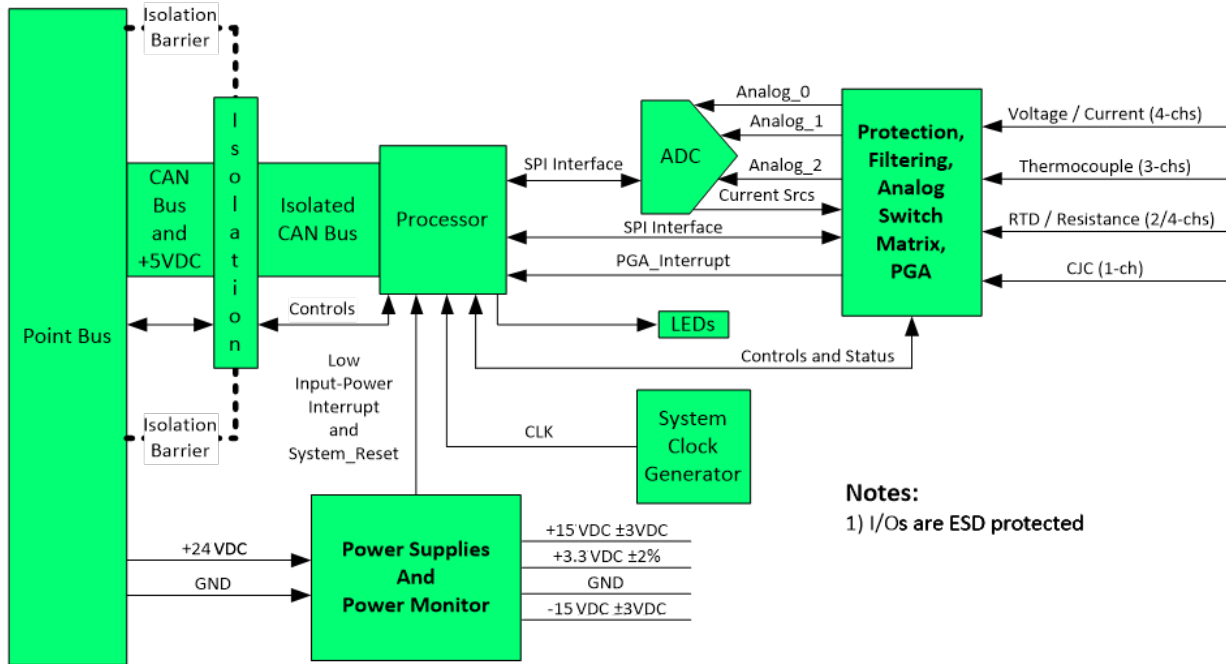 Isolation
Barrier
Isolation
CAN
Bus
and
+5VDC
Isolated
CAN Bus
Processor
SPI Interface
ADC
Analog_0
Analog_1
Analog_2
Current Srcs
SPI Interface
PGA_Interrupt
Protection,
Filtering,
Analog
Switch
Matrix,
PGA
Voltage / Current (4-chs)
Thermocouple (3-chs)
RTD / Resistance (2/4-chs)
CJC (1-ch)
Point Bus
Controls
LEDs
Controls and Status
Low
Input-Power
Interrupt
and
System_Reset
Isolation
Barrier
CLK
System
Clock
Generator
Notes:
1) I/Os are ESD protected
+24 VDC
GND
Power Supplies
And
Power Monitor
+15 VDC ±3VDC
+3.3 VDC ±2%
GND
-15 VDC ±3VDC